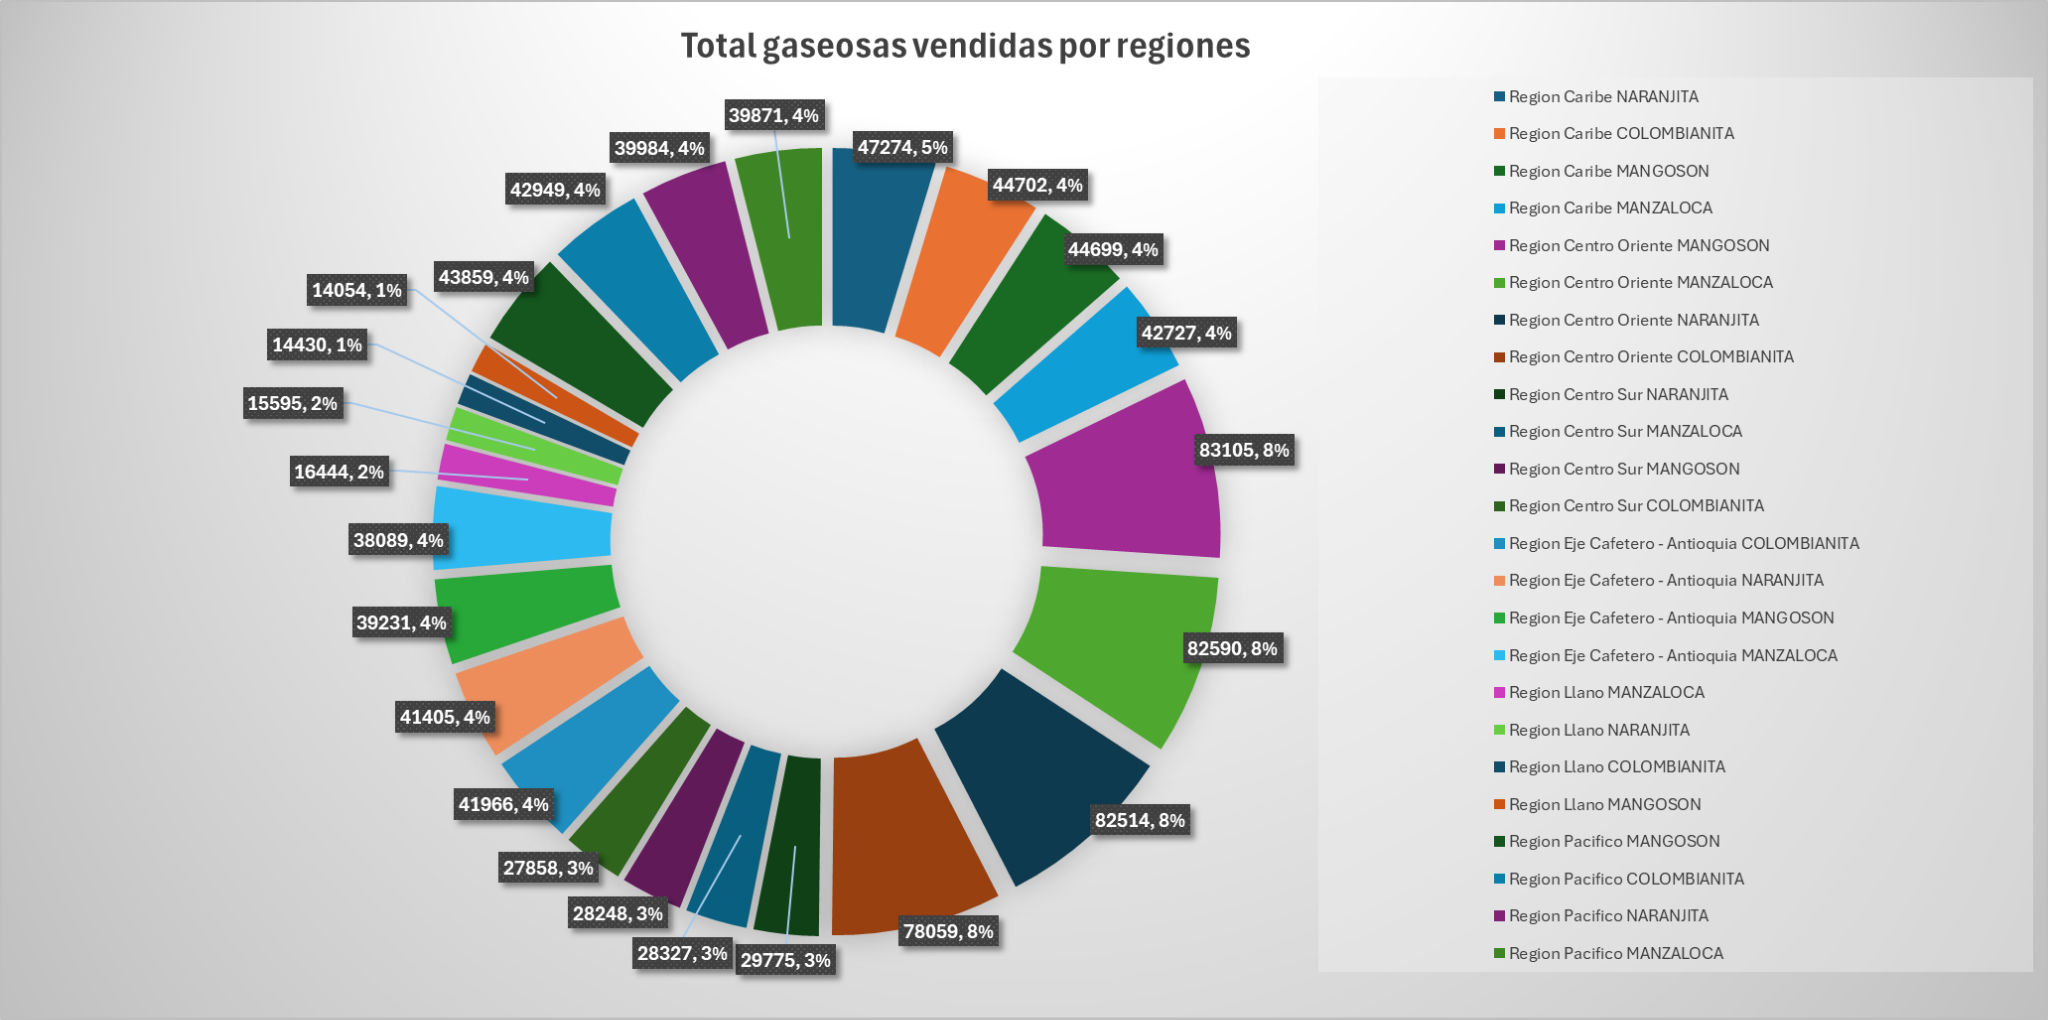 Total gaseosas vendidas por regiones
47274, 5%
44702, 4%
44699, 4%
42727, 4%
83105, 8%
82590, 8%
82514, 8%
78059, 8%
29775, 3%
28327, 3%
28248, 3%
27858, 3%
41966, 4%
41405, 4%
39231, 4%
38089, 4%
16444, 2%
15595, 2%
14430, 1%
14054, 1%
43859, 4%
42949, 4%
39984, 4%
39871, 4%
Region Caribe NARANJITA
Region Caribe COLOMBIANITA
Region Caribe MANGOSON
Region Caribe MANZALOCA
Region Centro Oriente MANGOSON
Region Centro Oriente MANZALOCA
Region Centro Oriente NARANJITA
Region Centro Oriente COLOMBIANITA
Region Centro Sur NARANJITA
Region Centro Sur MANZALOCA
Region Centro Sur MANGOSON
Region Centro Sur COLOMBIANITA
Region Eje Cafetero - Antioquia COLOMBIANITA
Region Eje Cafetero - Antioquia NARANJITA
Region Eje Cafetero - Antioquia MANGOSON
Region Eje Cafetero - Antioquia MANZALOCA
Region Llano MANZALOCA
Region Llano NARANJITA
Region Llano COLOMBIANITA
Region Llano MANGOSON
Region Pacifico MANGOSON
Region Pacifico COLOMBIANITA
Region Pacifico NARANJITA
Region Pacifico MANZALOCA